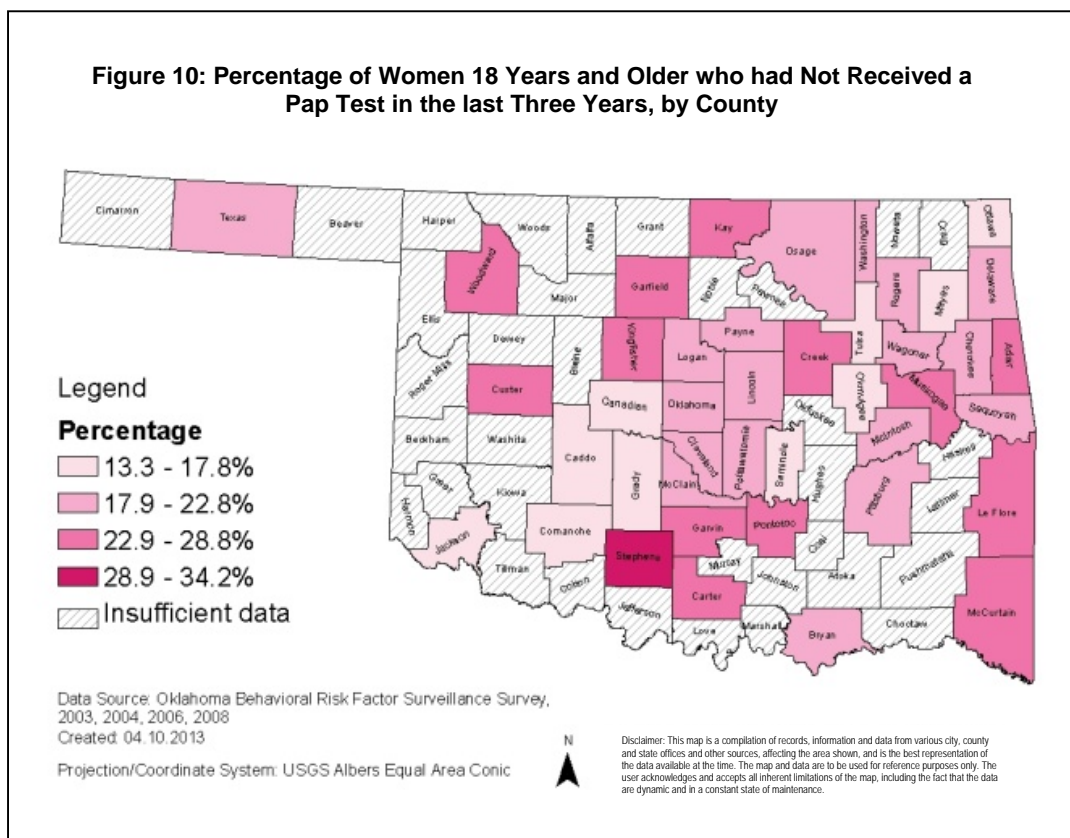 Figure 10: Percentage of Women 18 Years and Older who had Not Received a
Pap Test in the last Three Years, by County
Cimarron
Texas
Beaver
Harper
Woods
Alfalfa
Grant
Kay
Osage
Washington
Nowata
Craig
Ottawa
Woodward
Major
Garfield
Noble
Pawnee
Rogers
Mayes
Delaware
Ellis
Dewey
Blaine
Kingfisher
Logan
Payne
Creek
Tulsa
Wagoner
Cherokee
Adair
Roger Mills
Custer
Canadian
Oklahoma
Lincoln
Okfuskee
Okmulgee
Muskogee
Sequoyah
Beckham
Washita
Caddo
Grady
Cleveland
McClain
Pottawatomie
Seminole
Hughes
McIntosh
Haskell
Pittsburg
Latimer
Le Flore
Greer
Harmon
Kiowa
Jackson
Comanche
Tillman
Cotton
Stephens
Garvin
Pontotoc
Coal
Murray
Johnston
Atoka
Pushmataha
McCurtain
Jefferson
Carter
Love
Marshall
Bryan
Choctaw
Legend
Percentage
13.3 - 17.8%
17.9 - 22.8%
22.9 - 28.8%
28.9 - 34.2%
Insufficient data
Data Source: Oklahoma Behavioral Risk Factor Surveillance Survey,
2003, 2004, 2006, 2008
Created: 04.10.2013
Projection/Coordinate System: USGS Albers Equal Area Conic
N
Disclaimer: This map is a compilation of records, information and data from various city, county
and state offices and other sources, affecting the area shown, and is the best representation of
the data available at the time. The map and data are to be used for reference purposes only. The
user acknowledges and accepts all inherent limitations of the map, including the fact that the data
are dynamic and in a constant state of maintenance.